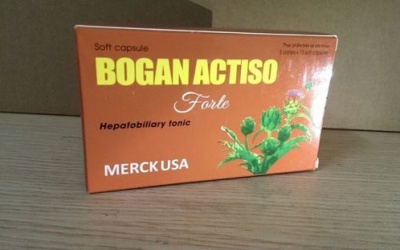 Soft capsule
BOGAN ACTISO
Forte
Hepatobiliary tonic
MERCK USA